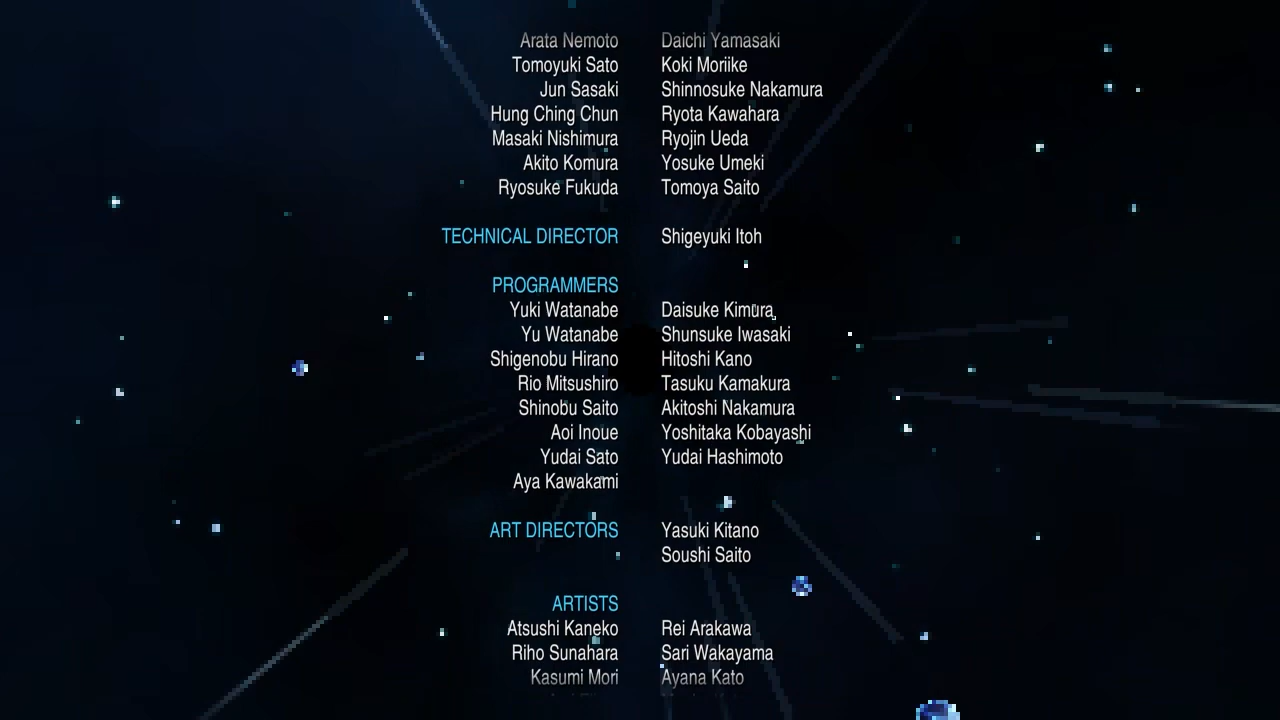 Arata Nemoto Daichi Yamasaki
Tomoyuki Sato Koki Moriike
Jun Sasaki Shinnosuke Nakamura
Hung Ching Chun Ryota Kawahara
Masaki Nishimura Ryojin Ueda
Akito Komura Yosuke Umeki
Ryosuke Fukuda Tomoya Saito
TECHNICAL DIRECTOR Shigeyuki Itoh
PROGRAMMERS
Yuki Watanabe Daisuke Kimura
Yu Watanabe Shunsuke Iwasaki
Shigenobu Hirano Hitoshi Kano
Rio Mitsushiro Tasuku Kamakura
Shinobu Saito Akitoshi Nakamura
Aoi Inoue Yoshitaka Kobayashi
Yudai Sato Yudai Hashimoto
Aya Kawakami
ART DIRECTORS Yasuki Kitano
Soushi Saito
ARTISTS
Atsushi Kaneko Rei Arakawa
Riho Sunahara Sari Wakayama
Kasumi Mori Ayana Kato